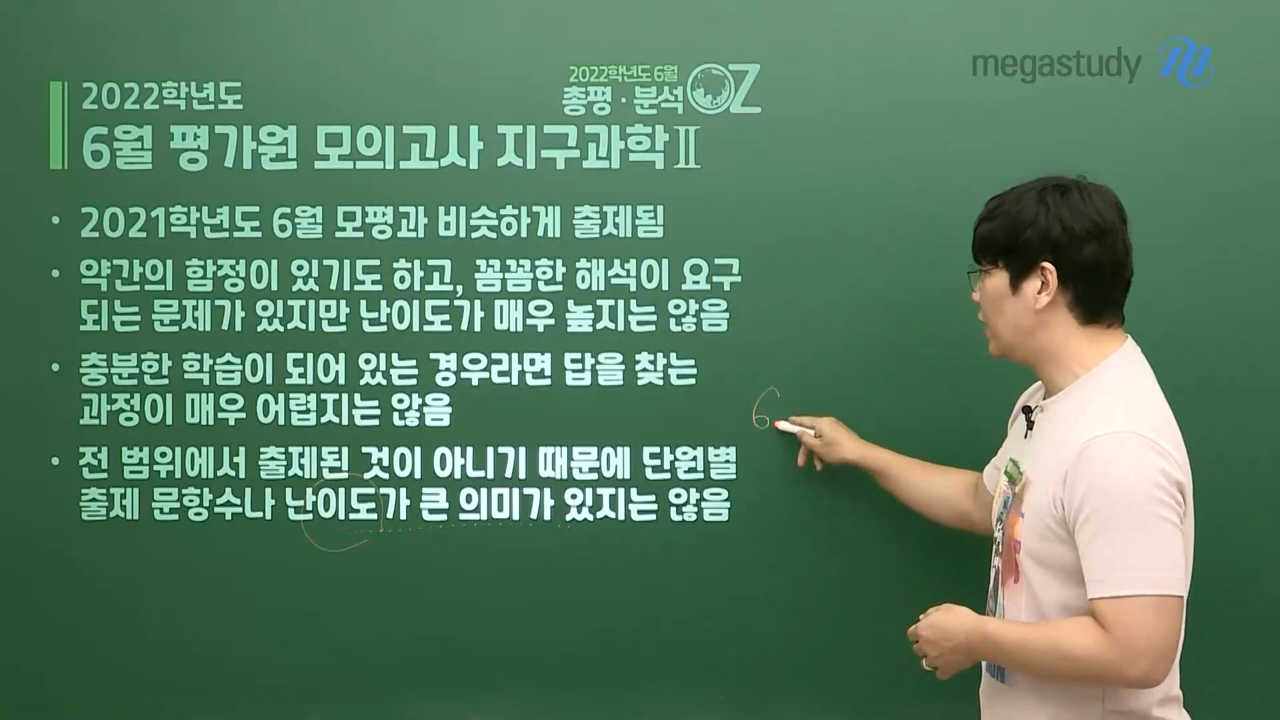 megastudy
2022학년도 6월
총평·분석 OZ
2022학년도
6월 평가원 모의고사 지구과학Ⅱ
• 2021학년도 6월 모평과 비슷하게 출제됨
• 약간의 함정이 있기도 하고, 꼼꼼한 해석이 요구
되는 문제가 있지만 난이도가 매우 높지는 않음
• 충분한 학습이 되어 있는 경우라면 답을 찾는
과정이 매우 어렵지는 않음
6
• 전 범위에서 출제된 것이 아니기 때문에 단원별
출제 문항수나 난이도가 큰 의미가 있지는 않음